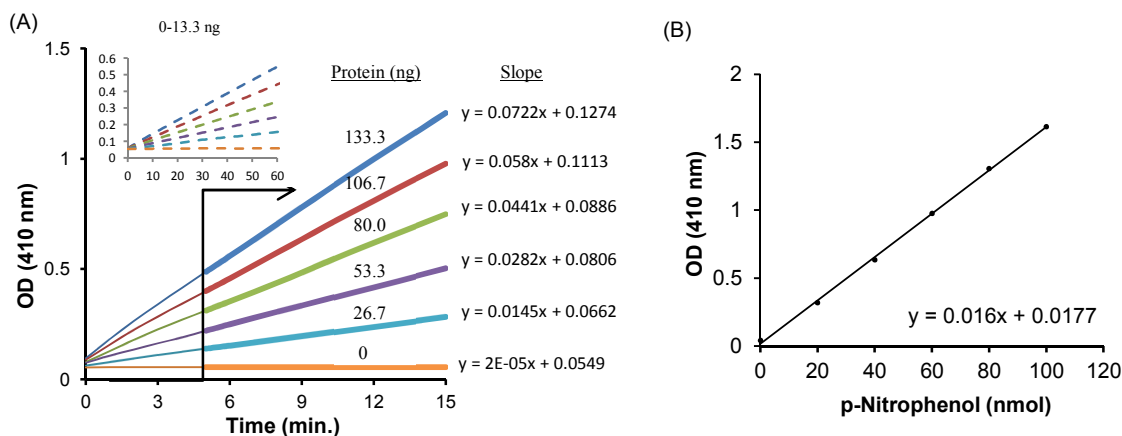 (A)
0-13.3 ng
1.5
1
0.5
0
OD (410 nm)
0.6
0.5
0.4
0.3
0.2
0.1
0
0 10 20 30 40 50 60
Protein (ng) Slope
133.3 y = 0.0722x + 0.1274
106.7 y = 0.058x + 0.1113
80.0 y = 0.0441x + 0.0886
53.3 y = 0.0282x + 0.0806
26.7 y = 0.0145x + 0.0662
0 y = 2E-05x + 0.0549
0 3 6 9 12 15
Time (min.)
(B)
2
1.5
1
0.5
0
OD (410 nm)
y = 0.016x + 0.0177
0 20 40 60 80 100 120
p-Nitrophenol (nmol)